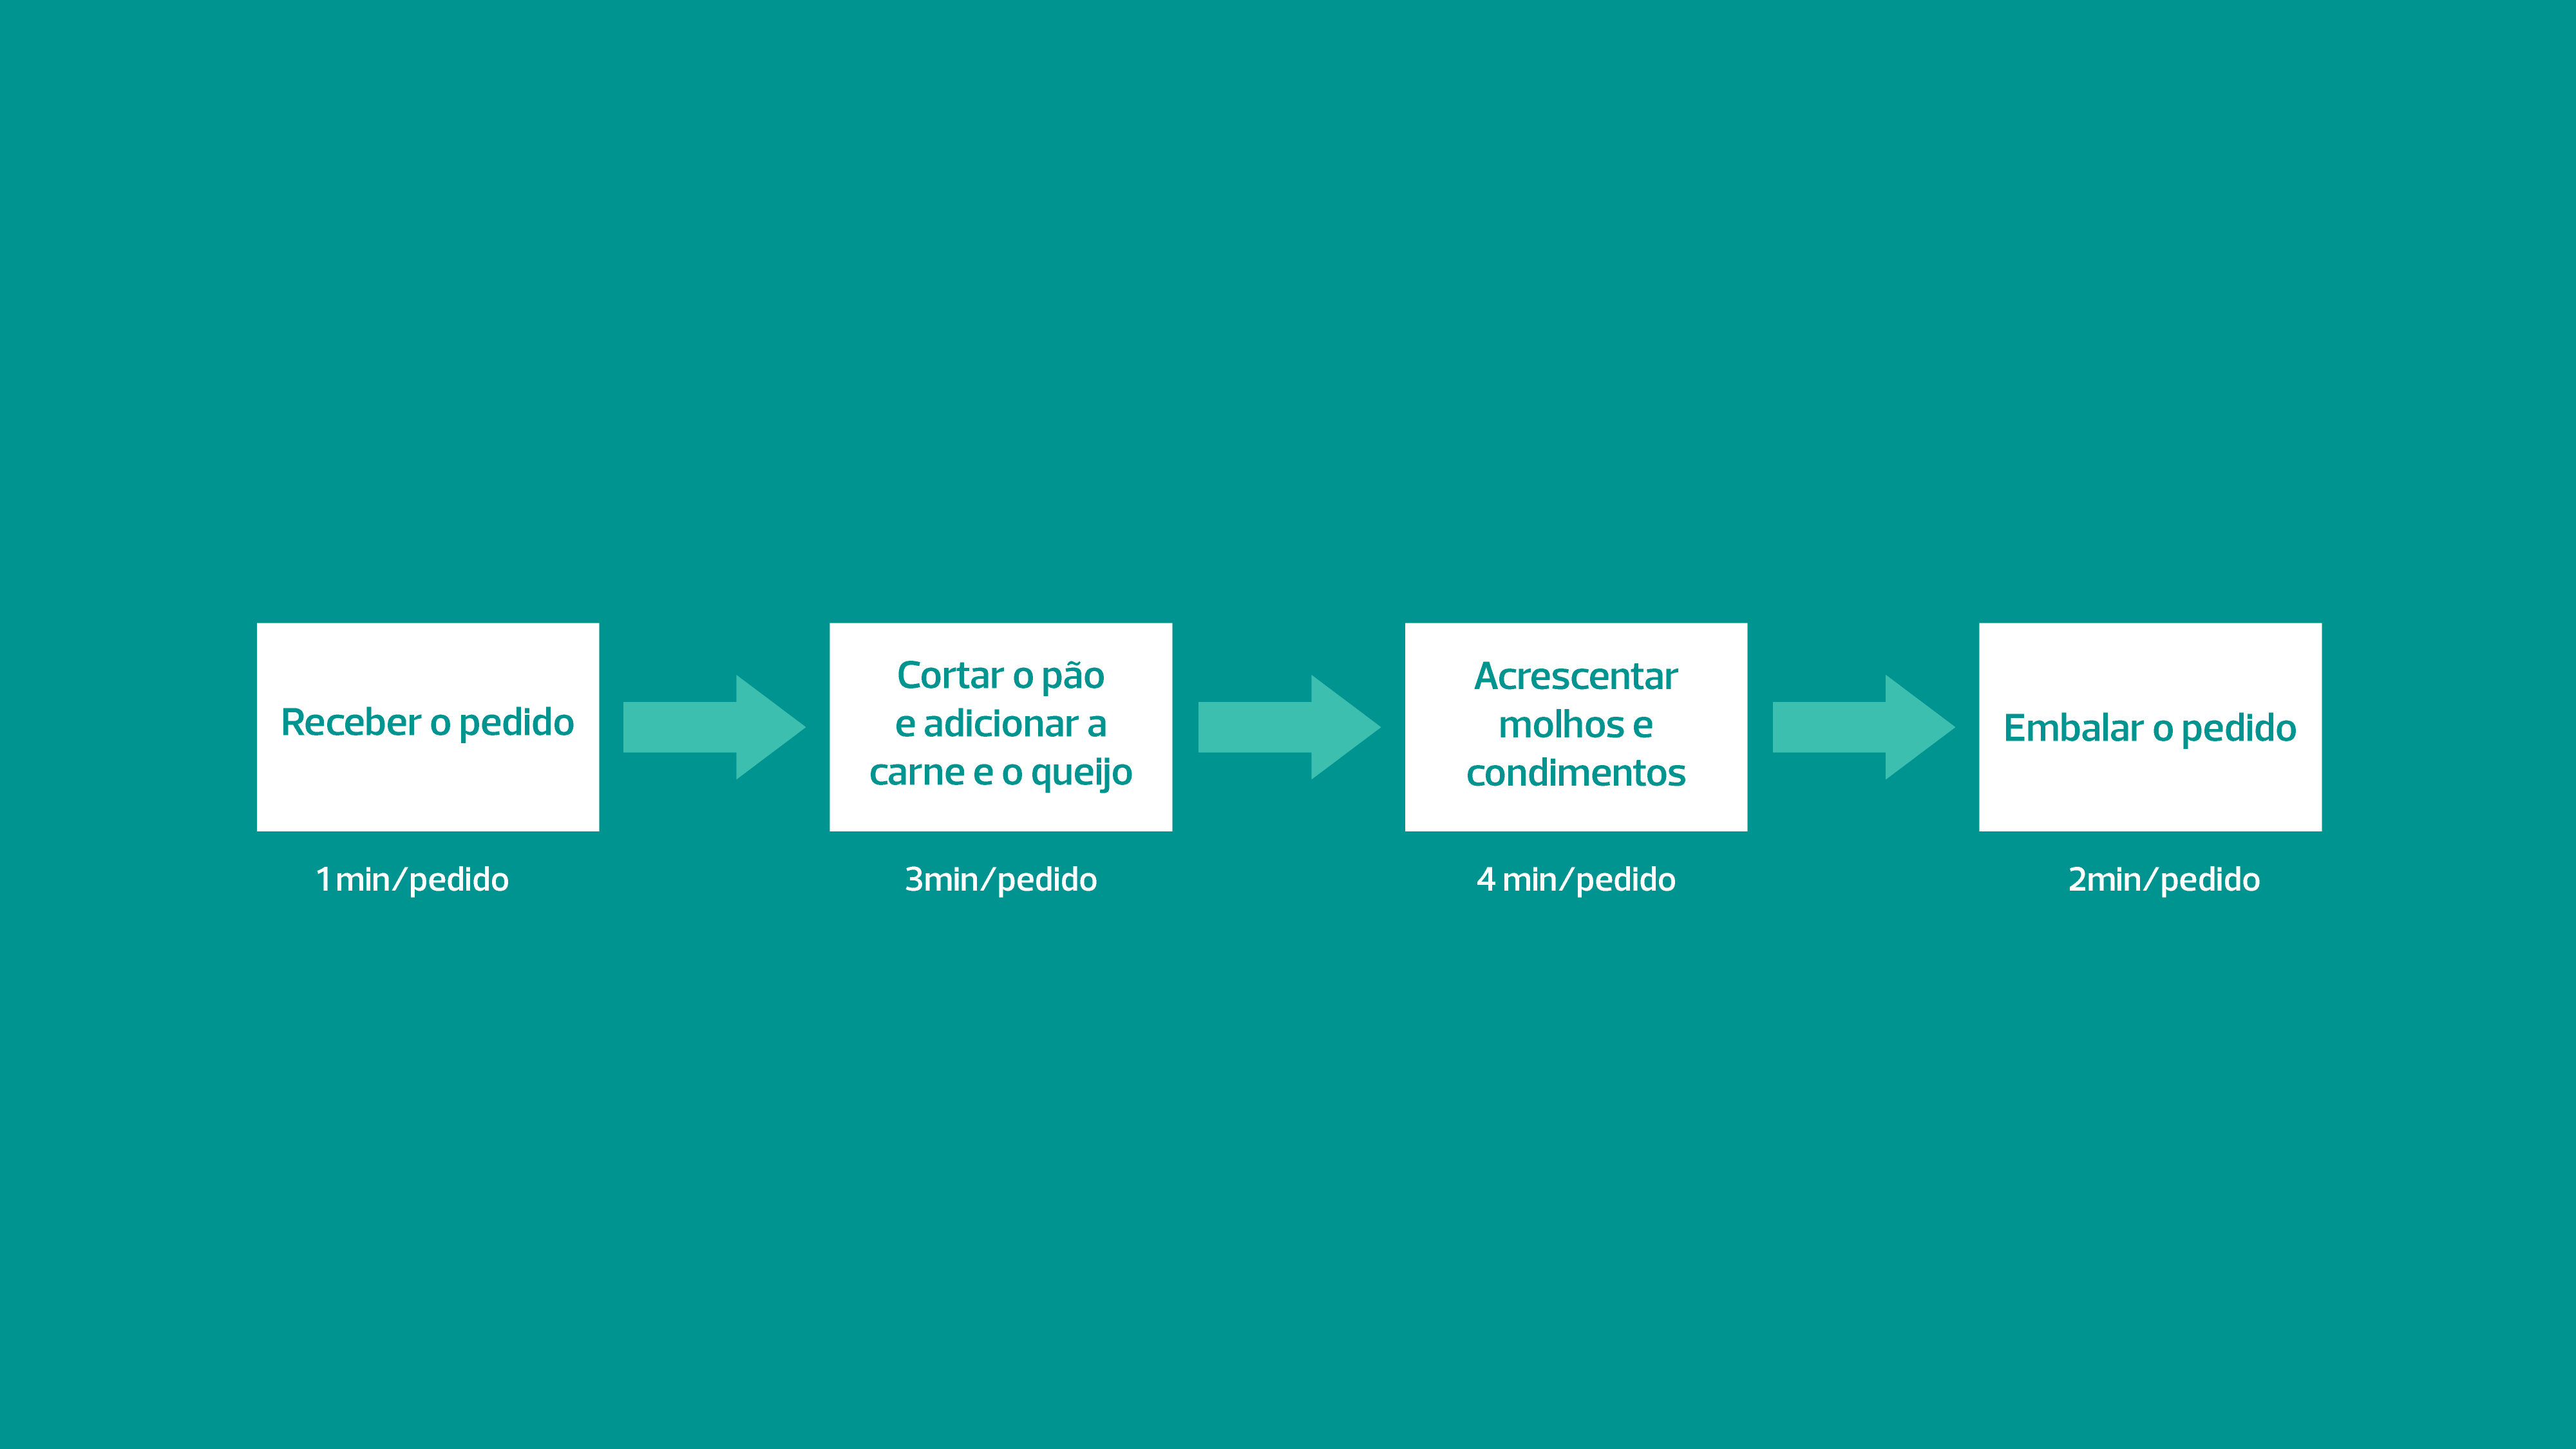 Receber o pedido
1 min/pedido
Cortar o pão
e adicionar a
carne e o queijo
3min/pedido
Acrescentar
molhos e
condimentos
4 min/pedido
Embalar o pedido
2min/pedido